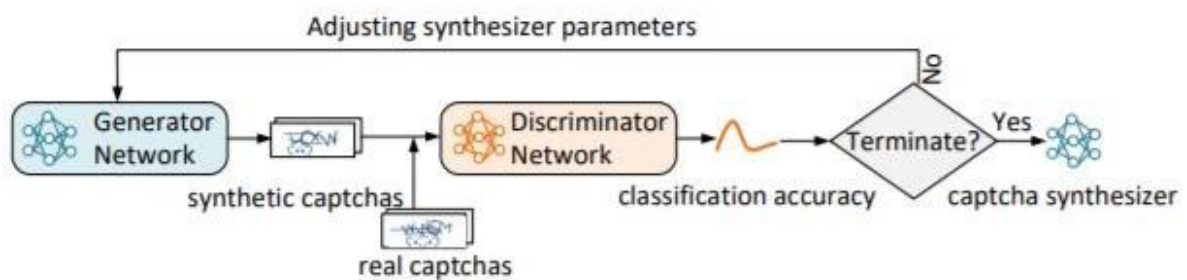 Adjusting synthesizer parameters
No
Generator
Network
Discriminator
Network
Terminate?
Yes
synthetic captchas
classification accuracy
captcha synthesizer
real captchas